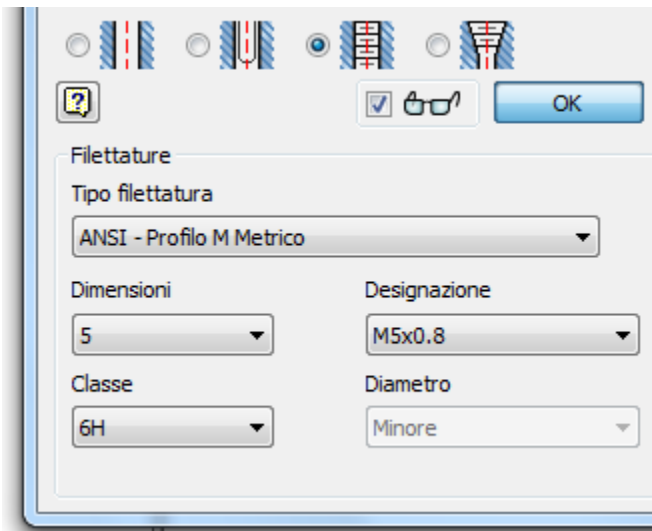 ?
OK
Filettature
Tipo filettatura
ANSI - Profilo M Metrico
Dimensioni Designazione
5 M5x0.8
Classe Diametro
6H Minore